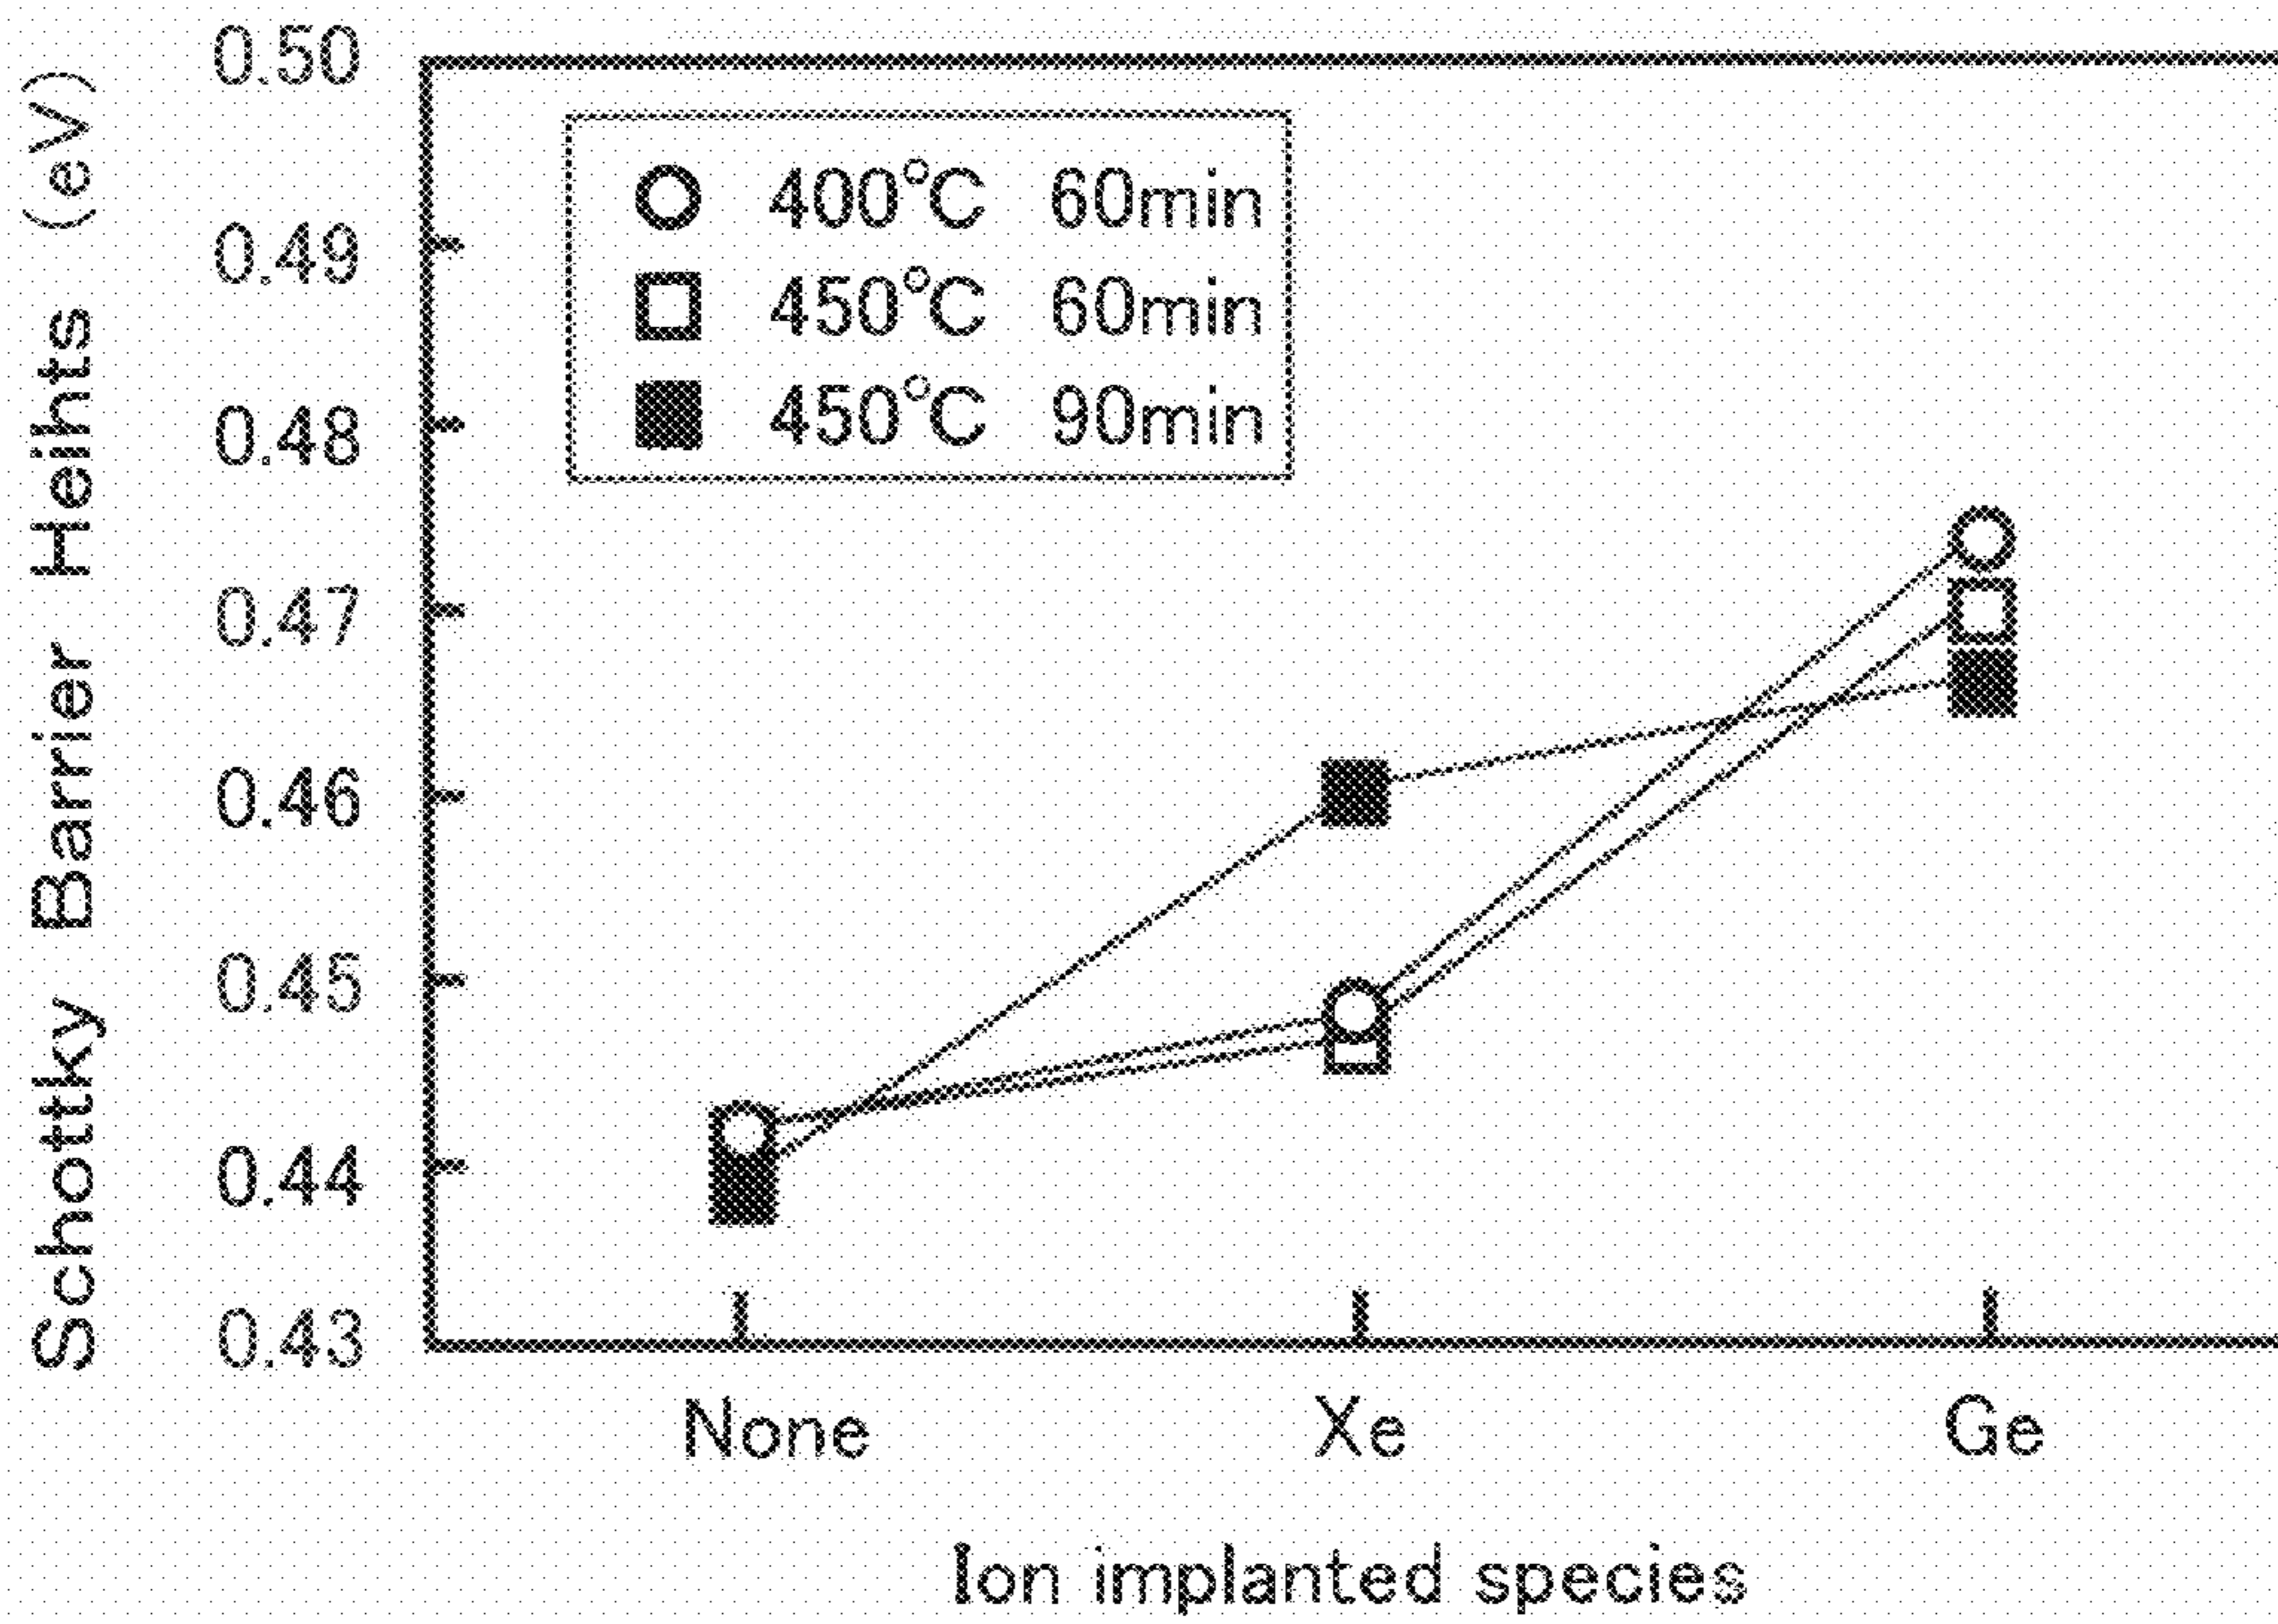 Schottky Barrier Heihts (eV)
0.50
0.49
0.48
0.47
0.46
0.45
0.44
0.43
400°C 60min
450°C 60min
450°C 90min
None Xe Ge
Ion implanted species